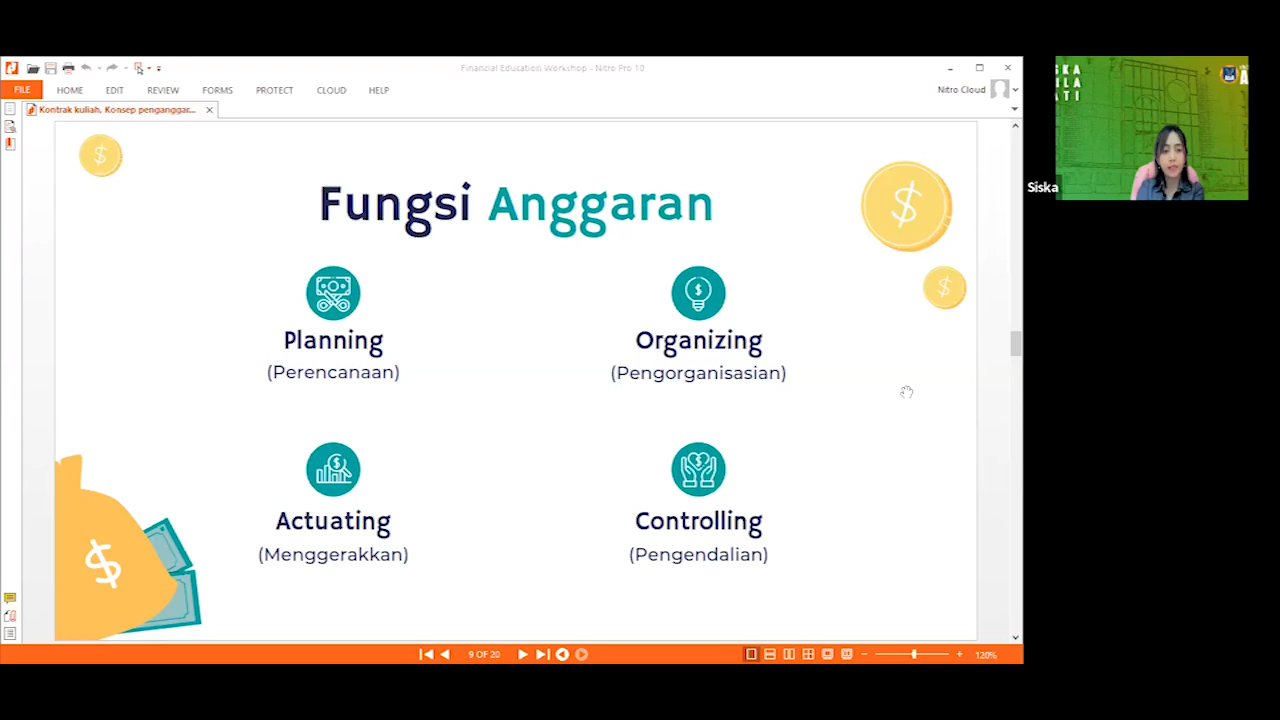 Financial Education Workshop - Nitro Pro 10
FILE HOME EDIT REVIEW FORMS PROTECT CLOUD HELP
Nitro Cloud
Kontrak kuliah, Konsep penganggar...
Fungsi Anggaran
Planning
(Perencanaan)
Organizing
(Pengorganisasian)
Actuating
(Menggerakkan)
Controlling
(Pengendalian)
9 OF 20
120%
Siska